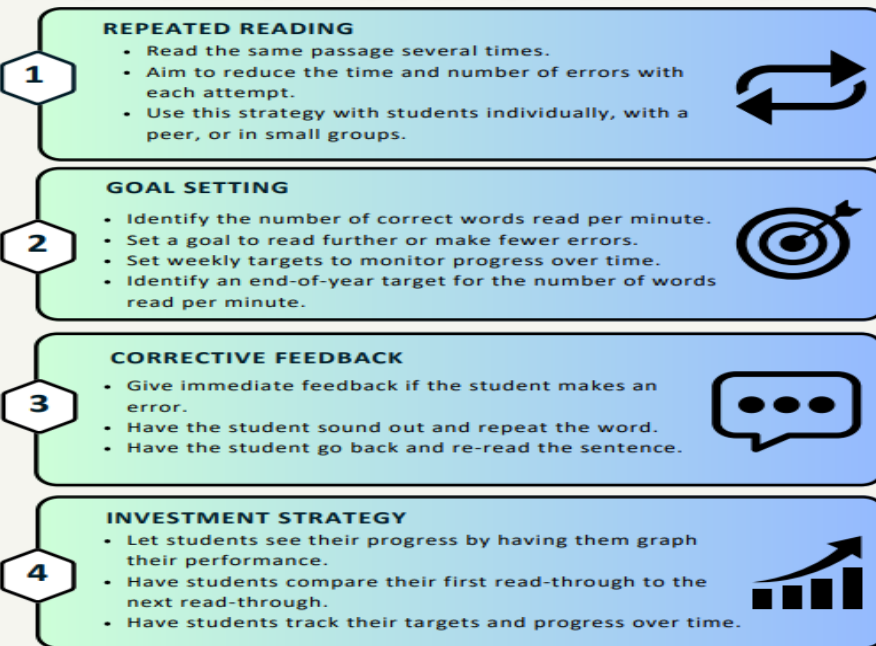 1
REPEATED READING
• Read the same passage several times.
• Aim to reduce the time and number of errors with
each attempt.
• Use this strategy with students individually, with a
peer, or in small groups.
2
GOAL SETTING
• Identify the number of correct words read per minute.
• Set a goal to read further or make fewer errors.
• Set weekly targets to monitor progress over time.
• Identify an end-of-year target for the number of words
read per minute.
3
CORRECTIVE FEEDBACK
• Give immediate feedback if the student makes an
error.
• Have the student sound out and repeat the word.
• Have the student go back and re-read the sentence.
4
INVESTMENT STRATEGY
• Let students see their progress by having them graph
their performance.
• Have students compare their first read-through to the
next read-through.
• Have students track their targets and progress over time.